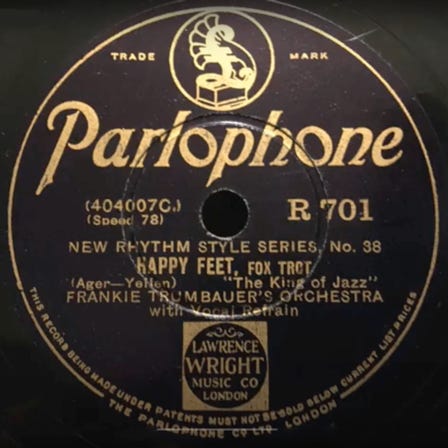 TRADE MARK
Parlophone
(404007C.)
(Speed 78)
R 701
NEW RHYTHM STYLE SERIES, No. 38
HAPPY FEET, FOX TROT
(Ager—Yellen) "The King of Jazz"
FRANKIE TRUMBAUER'S ORCHESTRA
with Vocal Refrain
LAWRENCE
WRIGHT
MUSIC CO
LONDON
THIS RECORD BEING MADE UNDER PATENTS MUST NOT BE SOLD BELOW CURRENT LIST PRICES
THE PARLOPHONE CO LTD LONDON